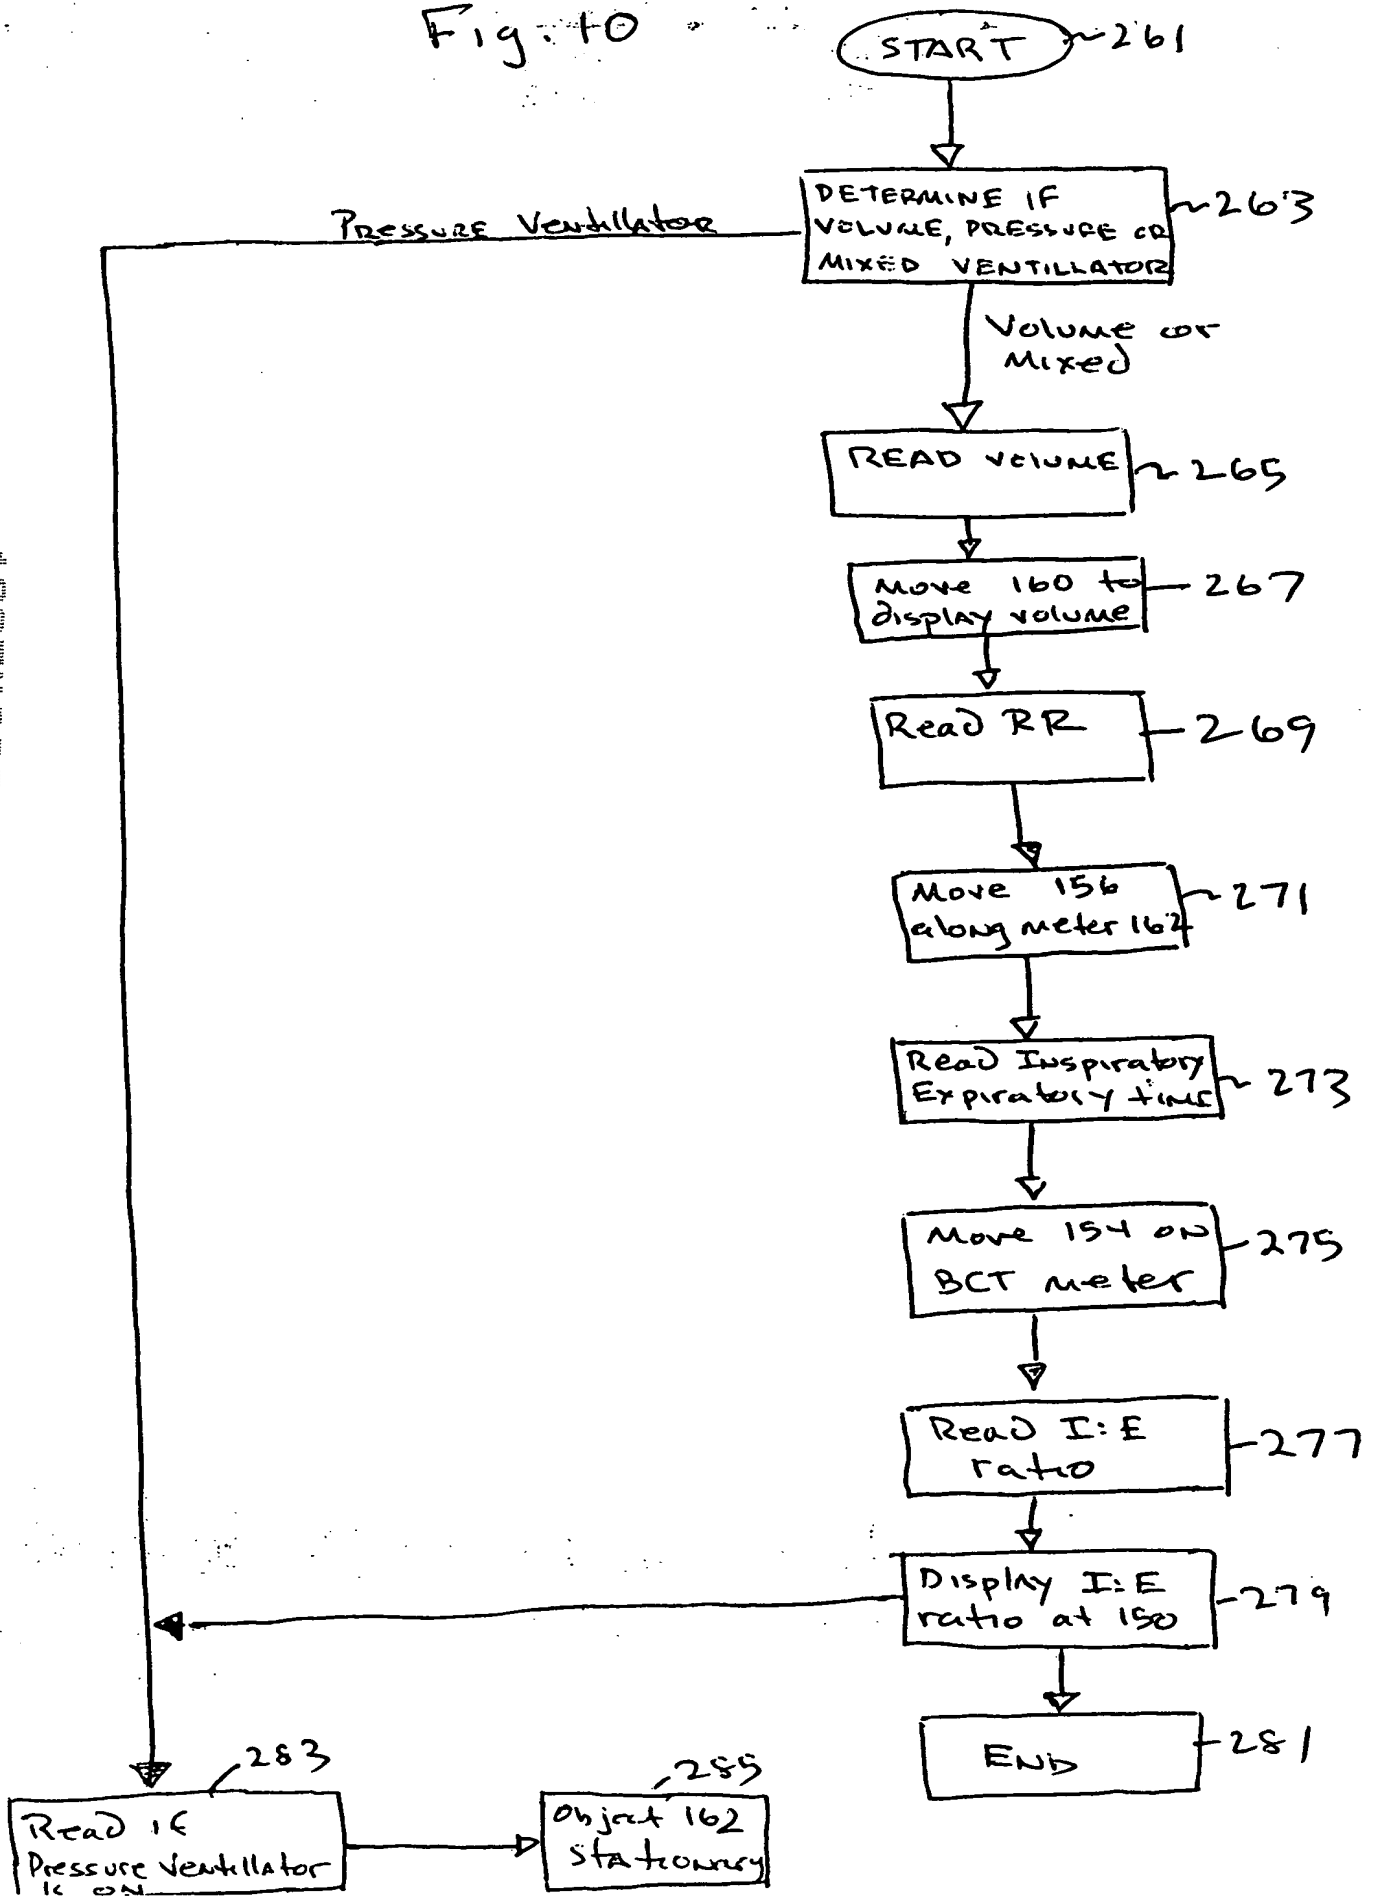 Fig. 10
START
261
DETERMINE IF
VOLUME, PRESSURE OR
MIXED VENTILLATOR
263
Pressure Ventillator
Volume or
Mixed
READ VOLUME
265
Move 160 to
display volume
267
Read RR
269
Move 156
along meter 162
271
Read Inspiratory
Expiratory time
273
Move 154 on
BCT meter
275
Read I:E
ratio
277
Display I:E
ratio at 150
279
END
281
283
Read if
Pressure Ventillator
is on
285
Object 162
Stationary